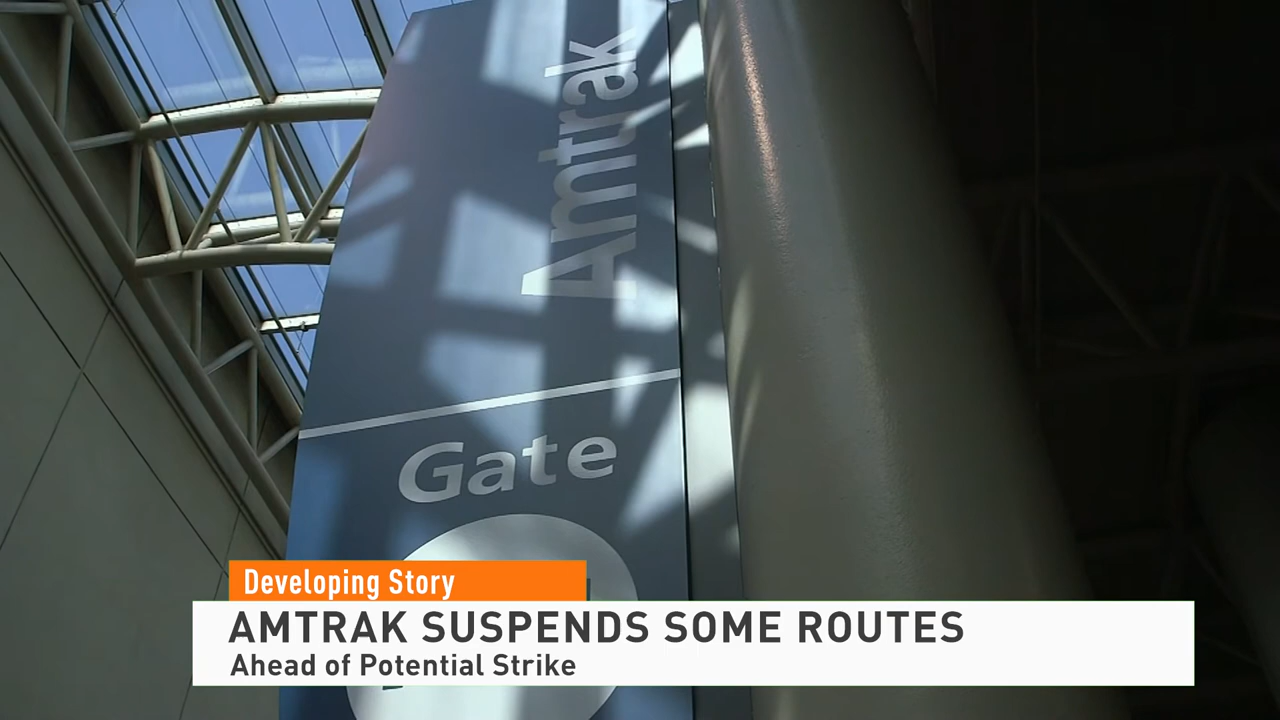 Amtrak
Gate
Developing Story
AMTRAK SUSPENDS SOME ROUTES
Ahead of Potential Strike